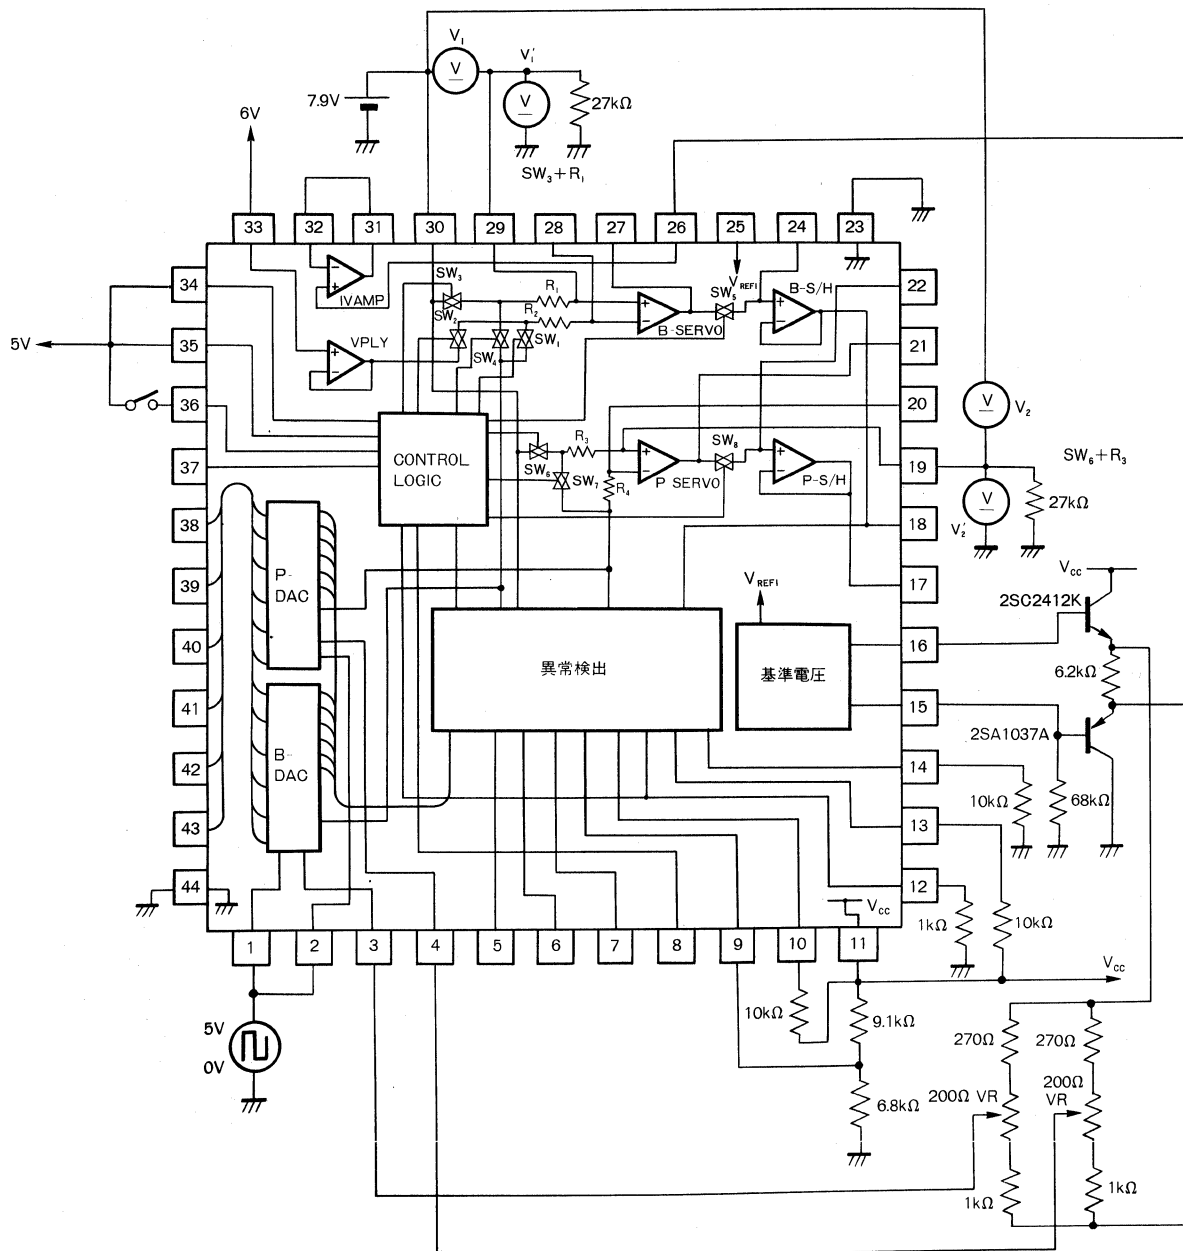 V₁
V
V₁'
V
7.9V
27kΩ
6V
SW₃+R₁
33
32
31
30
29
28
27
26
25
24
23
34
IVAMP
SW₃
R₁
V_REF1
SW₅
B-S/H
22
SW₂
R₂
B-SERVO
VPLY
SW₄
SW₁
21
5V
35
36
20
V
V₂
CONTROL
LOGIC
R₃
SW₈
SW₆
SW₇
R₄
P SERVO
P-S/H
19
SW₆+R₃
37
V
V₂'
27kΩ
38
18
P-
DAC
39
17
V_REF1
V_CC
2SC2412K
40
異常検出
基準電圧
16
6.2kΩ
41
15
2SA1037A
B-
DAC
42
14
10kΩ
68kΩ
43
13
44
12
V_CC
1kΩ
10kΩ
1
2
3
4
5
6
7
8
9
10
11
V_CC
10kΩ
9.1kΩ
5V
0V
270Ω
270Ω
200Ω VR
200Ω
VR
6.8kΩ
1kΩ
1kΩ